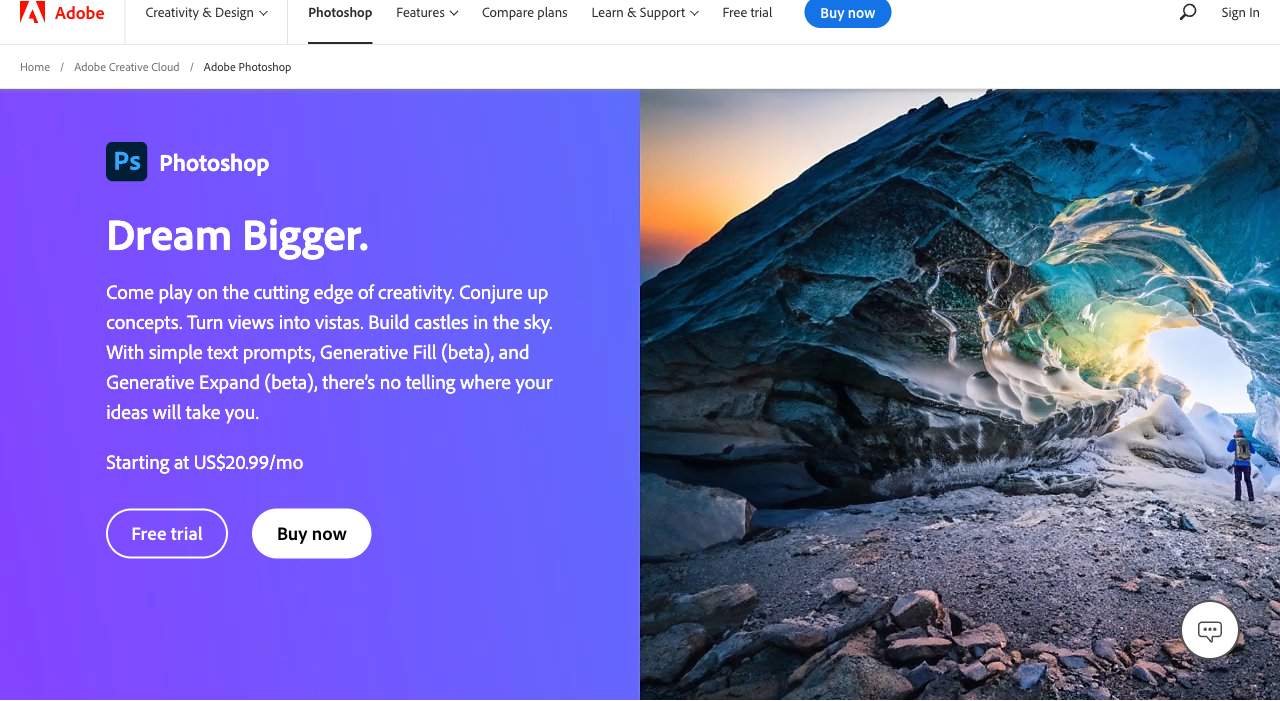 Adobe
Creativity & Design
Photoshop
Features
Compare plans
Learn & Support
Free trial
Buy now
Sign In
Home / Adobe Creative Cloud / Adobe Photoshop
Ps Photoshop
Dream Bigger.
Come play on the cutting edge of creativity. Conjure up
concepts. Turn views into vistas. Build castles in the sky.
With simple text prompts, Generative Fill (beta), and
Generative Expand (beta), there’s no telling where your
ideas will take you.
Starting at US$20.99/mo
Free trial
Buy now